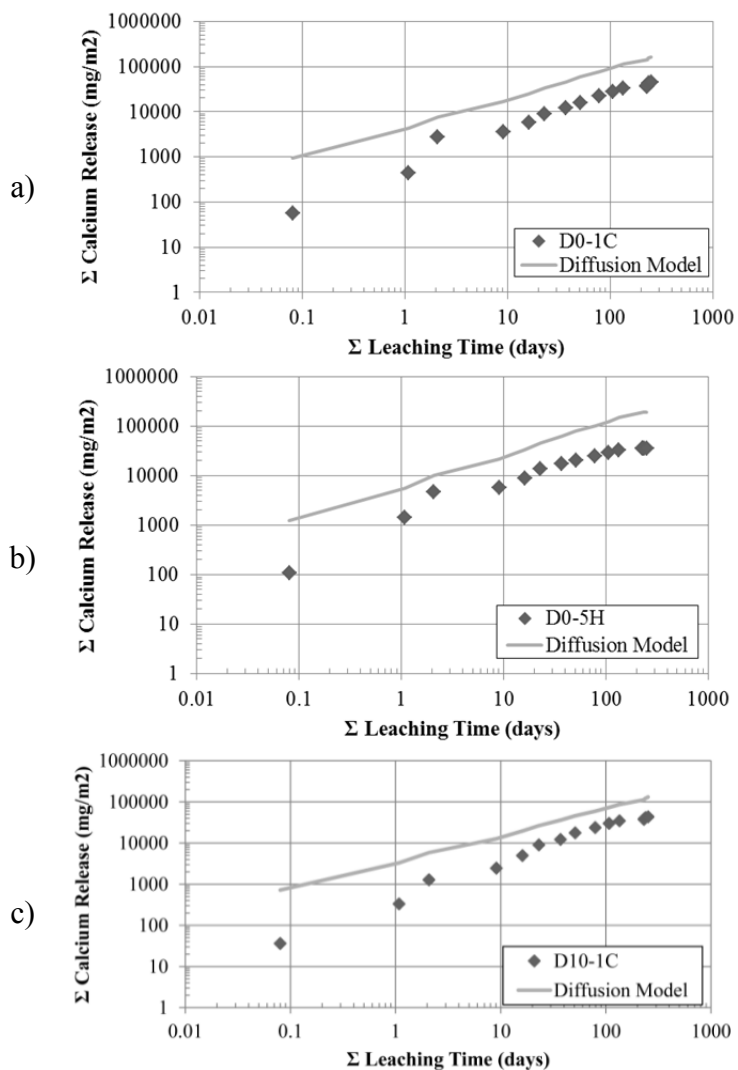 a)
Σ Calcium Release (mg/m2)
1000000
100000
10000
1000
100
10
1
0.01 0.1 1 10 100 1000
D0-1C
Diffusion Model
Σ Leaching Time (days)
b)
Σ Calcium Release (mg/m2)
1000000
100000
10000
1000
100
10
1
0.01 0.1 1 10 100 1000
D0-5H
Diffusion Model
Σ Leaching Time (days)
c)
Σ Calcium Release (mg/m2)
1000000
100000
10000
1000
100
10
1
0.01 0.1 1 10 100 1000
D10-1C
Diffusion Model
Σ Leaching Time (days)